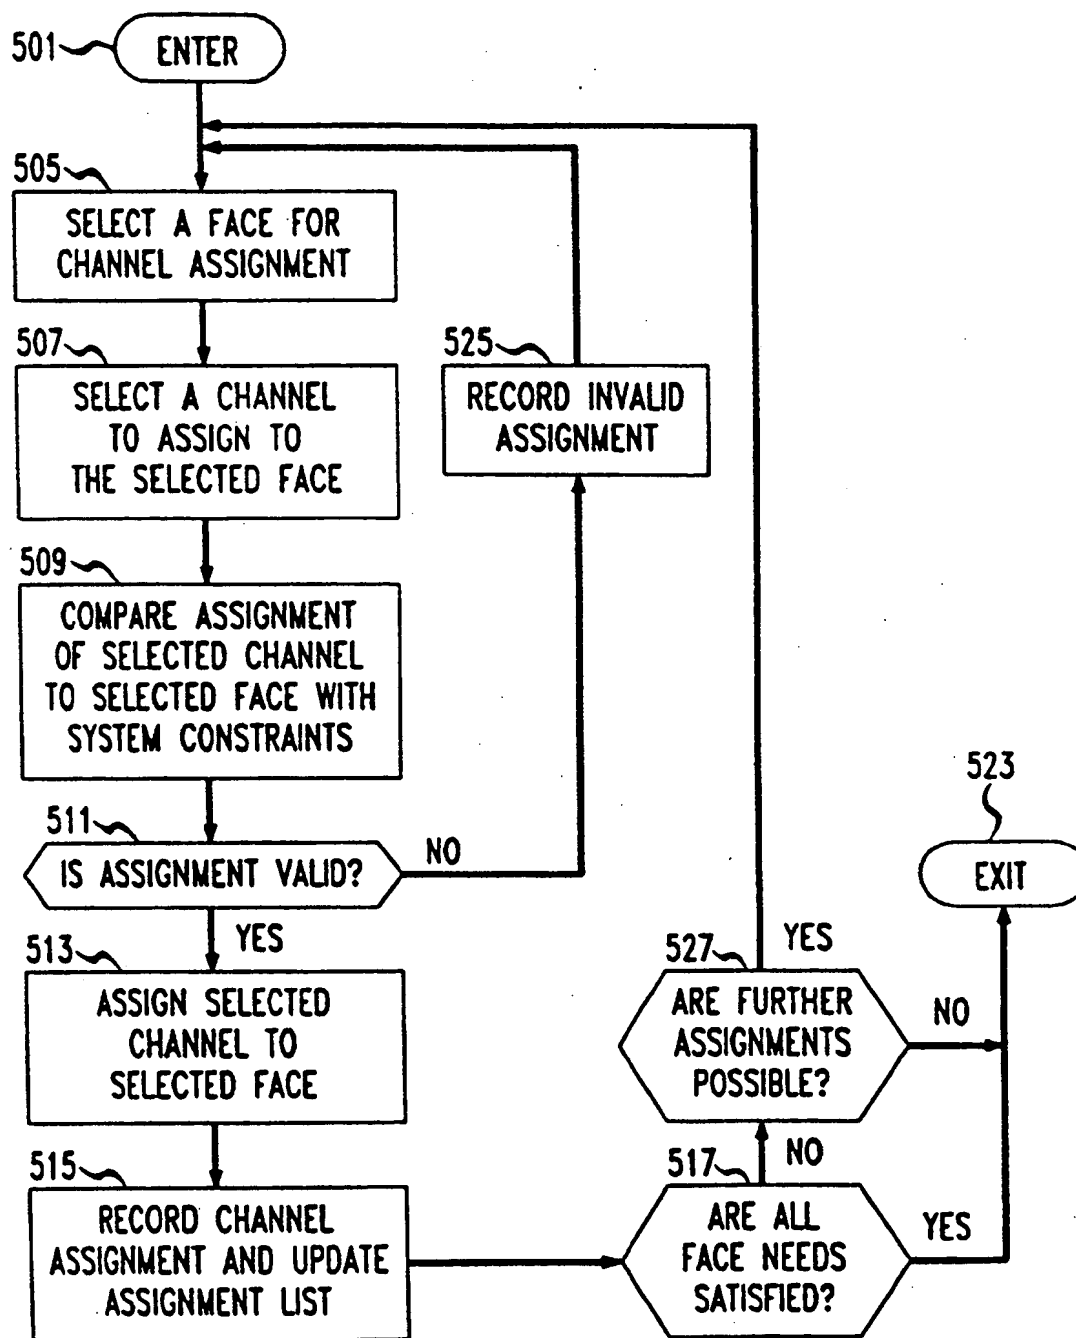 501
ENTER
505
SELECT A FACE FOR
CHANNEL ASSIGNMENT
507
SELECT A CHANNEL
TO ASSIGN TO
THE SELECTED FACE
525
RECORD INVALID
ASSIGNMENT
509
COMPARE ASSIGNMENT
OF SELECTED CHANNEL
TO SELECTED FACE WITH
SYSTEM CONSTRAINTS
511
IS ASSIGNMENT VALID?
NO
YES
513
ASSIGN SELECTED
CHANNEL TO
SELECTED FACE
515
RECORD CHANNEL
ASSIGNMENT AND UPDATE
ASSIGNMENT LIST
517
ARE ALL
FACE NEEDS
SATISFIED?
YES
NO
527
ARE FURTHER
ASSIGNMENTS
POSSIBLE?
YES
NO
523
EXIT